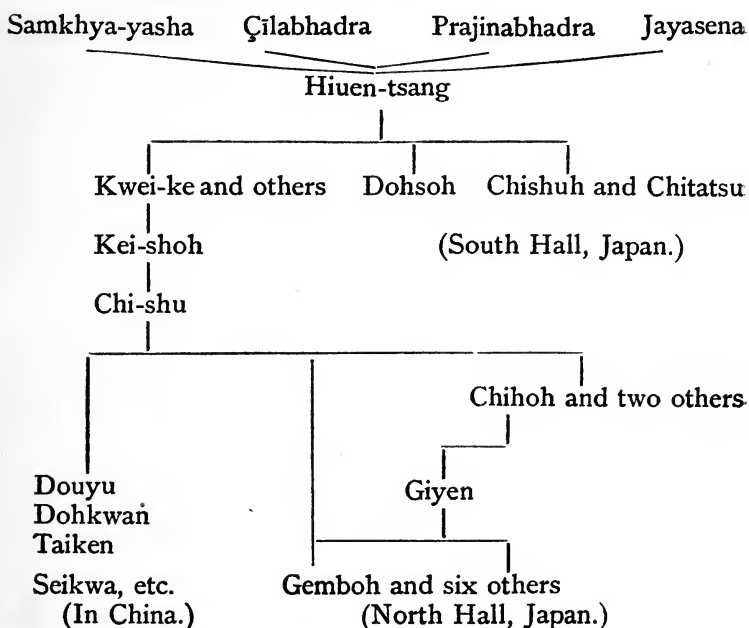 Samkhya-yasha Çīlabhadra Prajinabhadra Jayasena
Hiuen-tsang
Kwei-ke and others Dohsoh Chishuh and Chitatsu
Kei-shoh (South Hall, Japan.)
Chi-shu
Chihoh and two others
Douyu Giyen
Dohkwaṅ
Taiken
Seikwa, etc. Gemboh and six others
(In China.) (North Hall, Japan.)